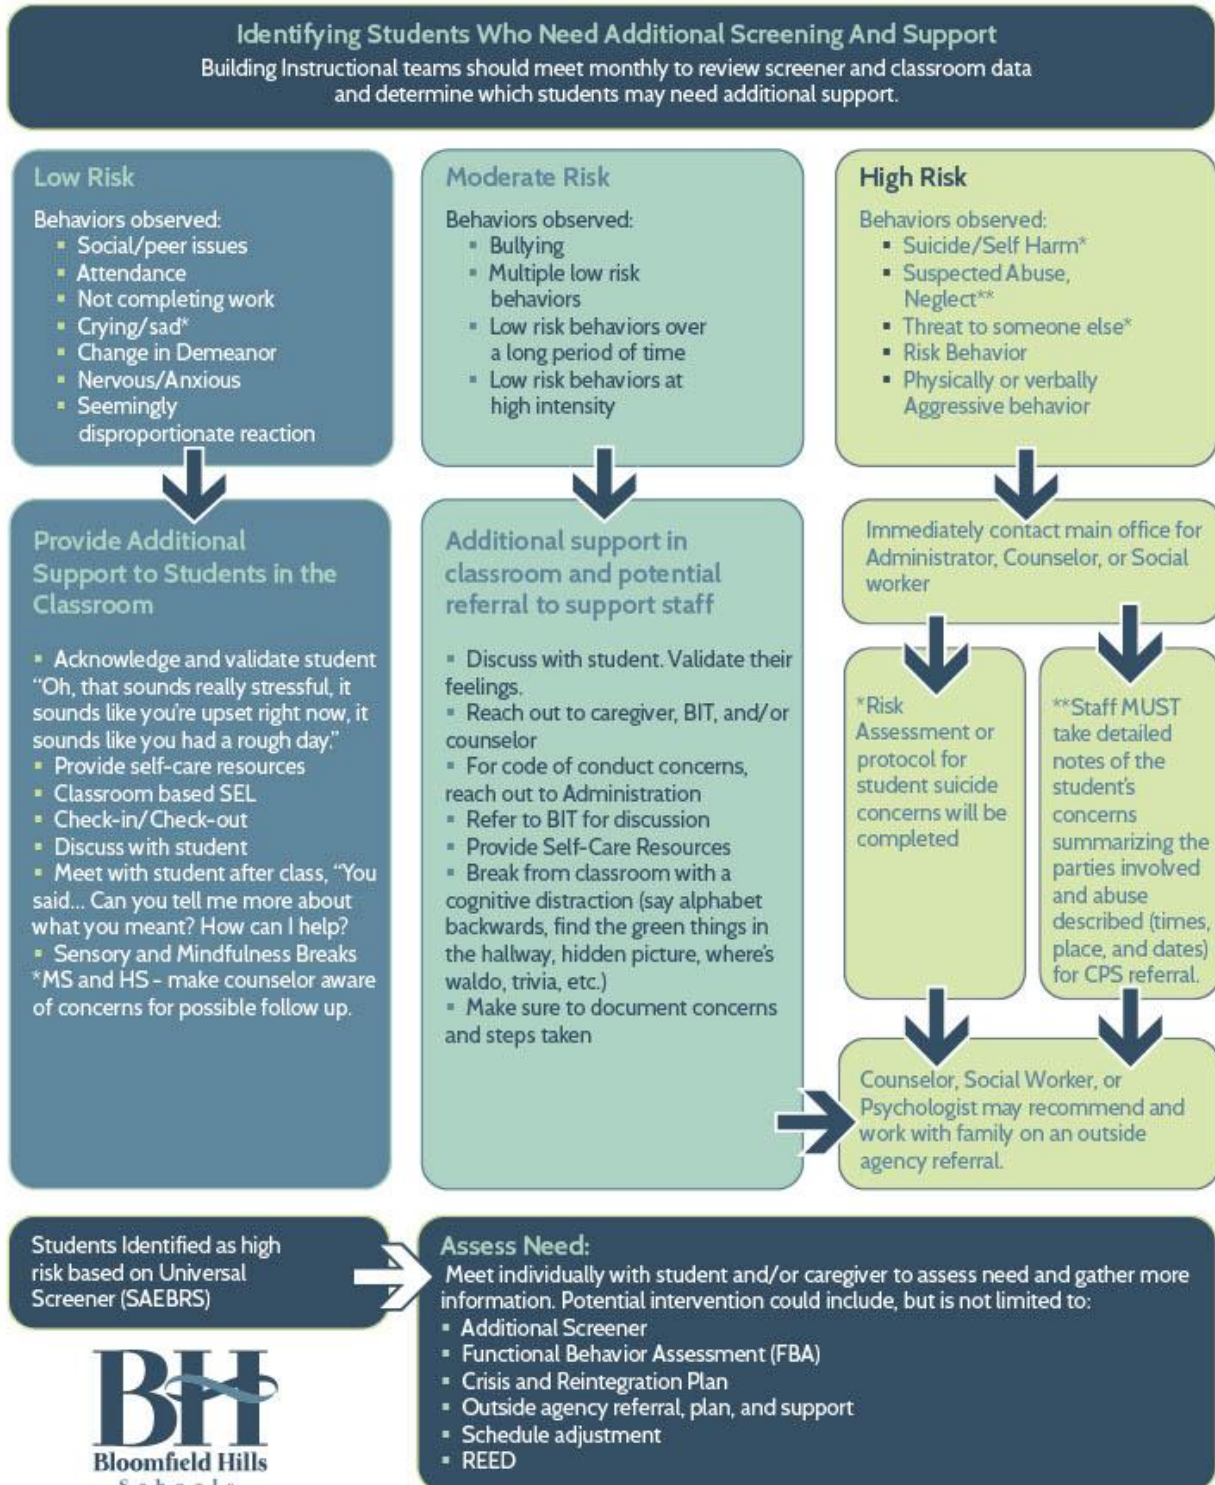 Identifying Students Who Need Additional Screening And Support
Building Instructional teams should meet monthly to review screener and classroom data
and determine which students may need additional support.
Low Risk
Behaviors observed:
▪ Social/peer issues
▪ Attendance
▪ Not completing work
▪ Crying/sad*
▪ Change in Demeanor
▪ Nervous/Anxious
▪ Seemingly
disproportionate reaction
Provide Additional
Support to Students in the
Classroom
▪ Acknowledge and validate student
“Oh, that sounds really stressful, it
sounds like you're upset right now, it
sounds like you had a rough day.”
▪ Provide self-care resources
▪ Classroom based SEL
▪ Check-in/Check-out
▪ Discuss with student
▪ Meet with student after class, “You
said... Can you tell me more about
what you meant? How can I help?
▪ Sensory and Mindfulness Breaks
*MS and HS - make counselor aware
of concerns for possible follow up.
Moderate Risk
Behaviors observed:
▪ Bullying
▪ Multiple low risk
behaviors
▪ Low risk behaviors over
a long period of time
▪ Low risk behaviors at
high intensity
Additional support in
classroom and potential
referral to support staff
▪ Discuss with student. Validate their
feelings.
▪ Reach out to caregiver, BIT, and/or
counselor
▪ For code of conduct concerns,
reach out to Administration
▪ Refer to BIT for discussion
▪ Provide Self-Care Resources
▪ Break from classroom with a
cognitive distraction (say alphabet
backwards, find the green things in
the hallway, hidden picture, where's
waldo, trivia, etc.)
▪ Make sure to document concerns
and steps taken
High Risk
Behaviors observed:
▪ Suicide/Self Harm*
▪ Suspected Abuse,
Neglect**
▪ Threat to someone else*
▪ Risk Behavior
▪ Physically or verbally
Aggressive behavior
Immediately contact main office for
Administrator, Counselor, or Social
worker
*Risk
Assessment or
protocol for
student suicide
concerns will be
completed
**Staff MUST
take detailed
notes of the
student's
concerns
summarizing the
parties involved
and abuse
described (times,
place, and dates)
for CPS referral.
Counselor, Social Worker, or
Psychologist may recommend and
work with family on an outside
agency referral.
Students Identified as high
risk based on Universal
Screener (SAEBRS)
Assess Need:
Meet individually with student and/or caregiver to assess need and gather more
information. Potential intervention could include, but is not limited to:
▪ Additional Screener
▪ Functional Behavior Assessment (FBA)
▪ Crisis and Reintegration Plan
▪ Outside agency referral, plan, and support
▪ Schedule adjustment
▪ REED
BH
Bloomfield Hills